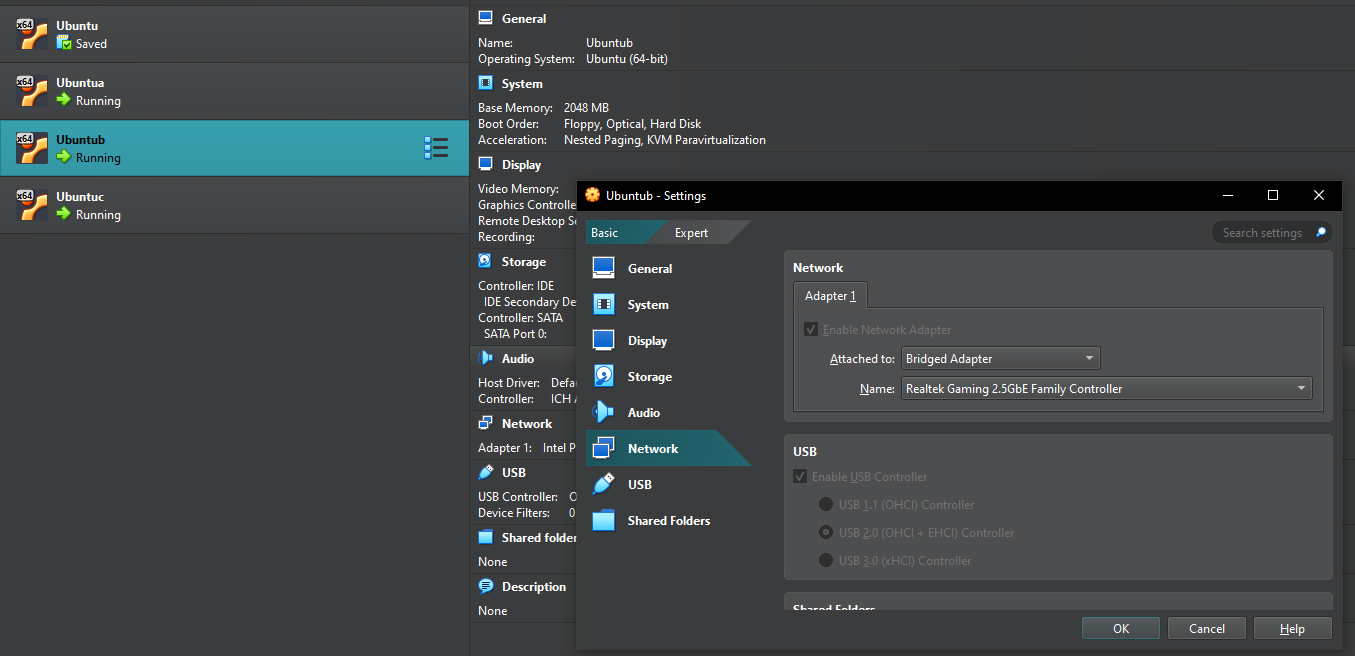 x64
Ubuntu
Saved
x64
Ubuntua
Running
x64
Ubuntub
Running
x64
Ubuntuc
Running
General
Name: Ubuntub
Operating System: Ubuntu (64-bit)
System
Base Memory: 2048 MB
Boot Order: Floppy, Optical, Hard Disk
Acceleration: Nested Paging, KVM Paravirtualization
Display
Video Memory:
Graphics Controlle
Remote Desktop Se
Recording:
Storage
Controller: IDE
IDE Secondary De
Controller: SATA
SATA Port 0:
Audio
Host Driver: Defau
Controller: ICH A
Network
Adapter 1: Intel P
USB
USB Controller: O
Device Filters: 0
Shared folder
None
Description
None
Ubuntub - Settings
Basic Expert
Search settings
General
System
Display
Storage
Audio
Network
USB
Shared Folders
Network
Adapter 1
Enable Network Adapter
Attached to: Bridged Adapter
Name: Realtek Gaming 2.5GbE Family Controller
USB
Enable USB Controller
USB 1.1 (OHCI) Controller
USB 2.0 (OHCI + EHCI) Controller
USB 3.0 (xHCI) Controller
Shared Folders
OK Cancel Help